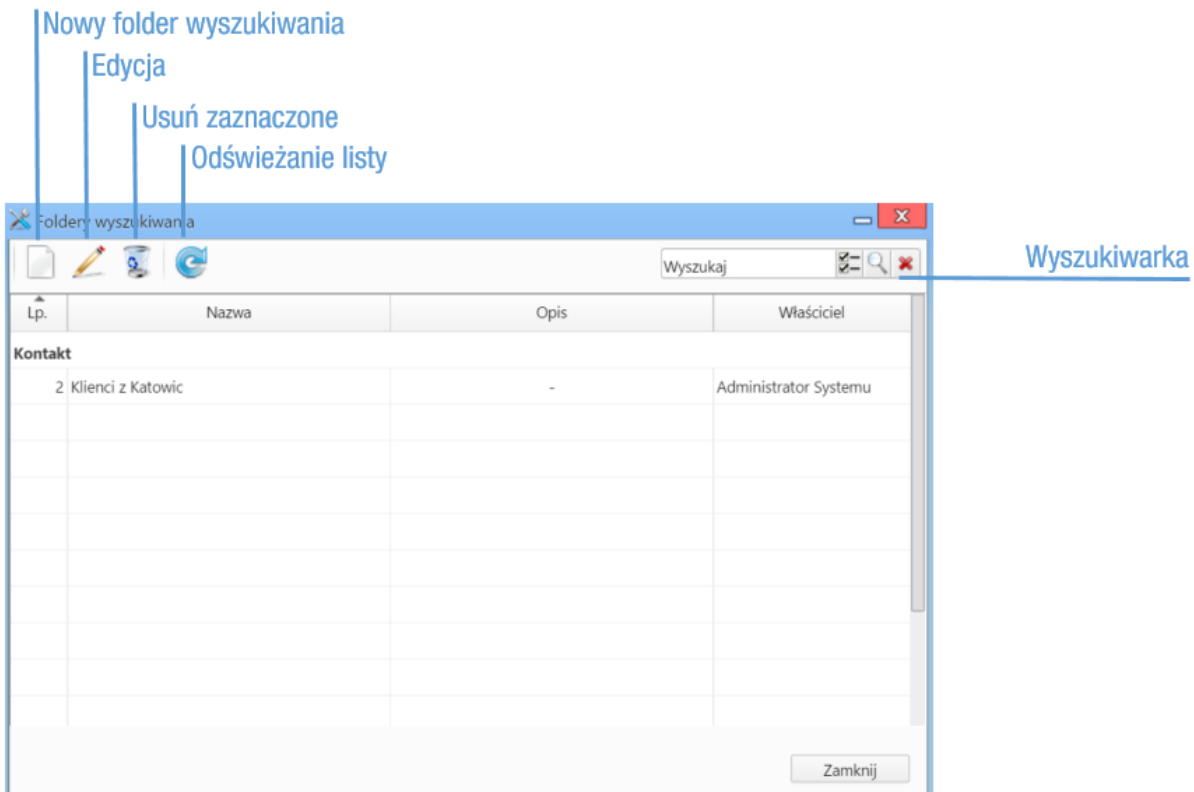 Nowy folder wyszukiwania
Edycja
Usuń zaznaczone
Odświeżanie listy
Foldery wyszukiwania
Wyszukaj
Wyszukiwarka
Lp. Nazwa Opis Właściciel
Kontakt
2 Klienci z Katowic - Administrator Systemu
Zamknij